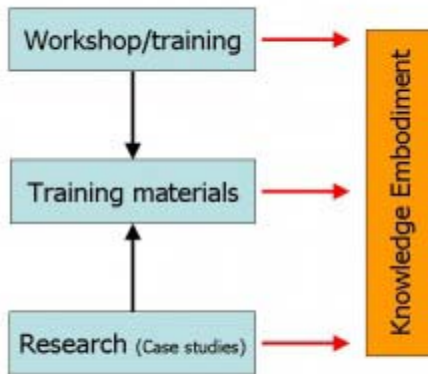 Workshop/training
Training materials
Research (Case studies)
Knowledge Embodiment